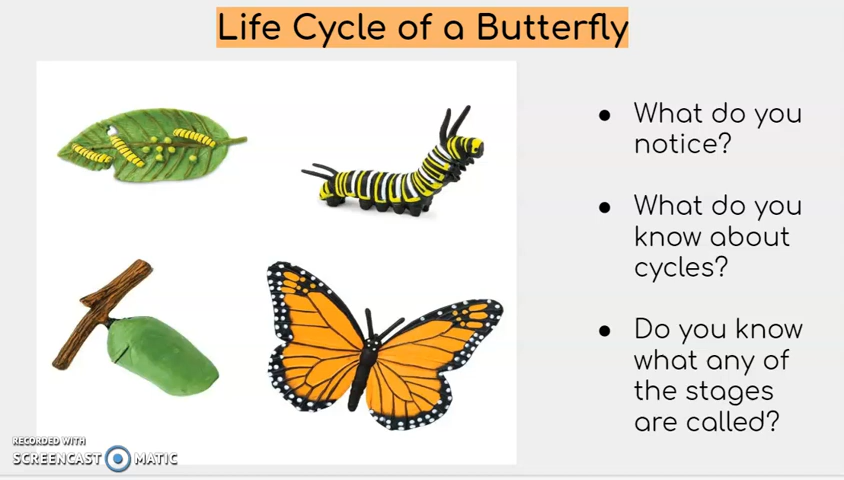 Life Cycle of a Butterfly
● What do you
notice?
● What do you
know about
cycles?
● Do you know
what any of
the stages
are called?
RECORDED WITH
SCREENCAST MATIC